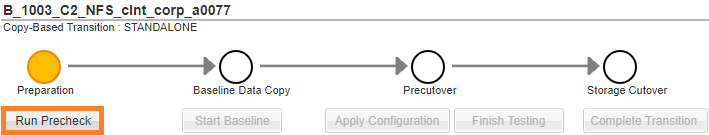 B_1003_C2_NFS_clnt_corp_a0077
Copy-Based Transition : STANDALONE
Preparation Baseline Data Copy Precutover Storage Cutover
Run Precheck Start Baseline Apply Configuration Finish Testing Complete Transition